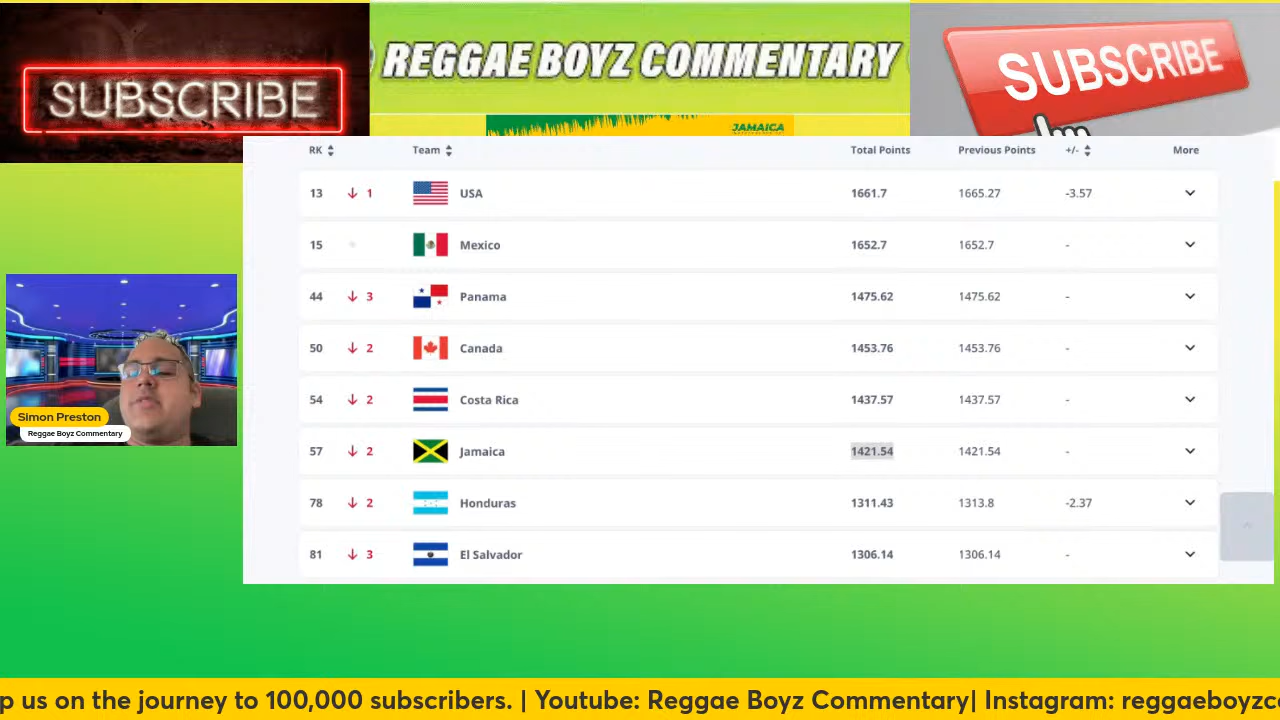 SUBSCRIBE
REGGAE BOYZ COMMENTARY
SUBSCRIBE
JAMAICA
RK Team Total Points Previous Points +/- More
13 1 USA 1661.7 1665.27 -3.57
15 Mexico 1652.7 1652.7 -
44 3 Panama 1475.62 1475.62 -
50 2 Canada 1453.76 1453.76 -
54 2 Costa Rica 1437.57 1437.57 -
57 2 Jamaica 1421.54 1421.54 -
78 2 Honduras 1311.43 1313.8 -2.37
81 3 El Salvador 1306.14 1306.14 -
Simon Preston
Reggae Boyz Commentary
p us on the journey to 100,000 subscribers. | Youtube: Reggae Boyz Commentary| Instagram: reggaeboyzc